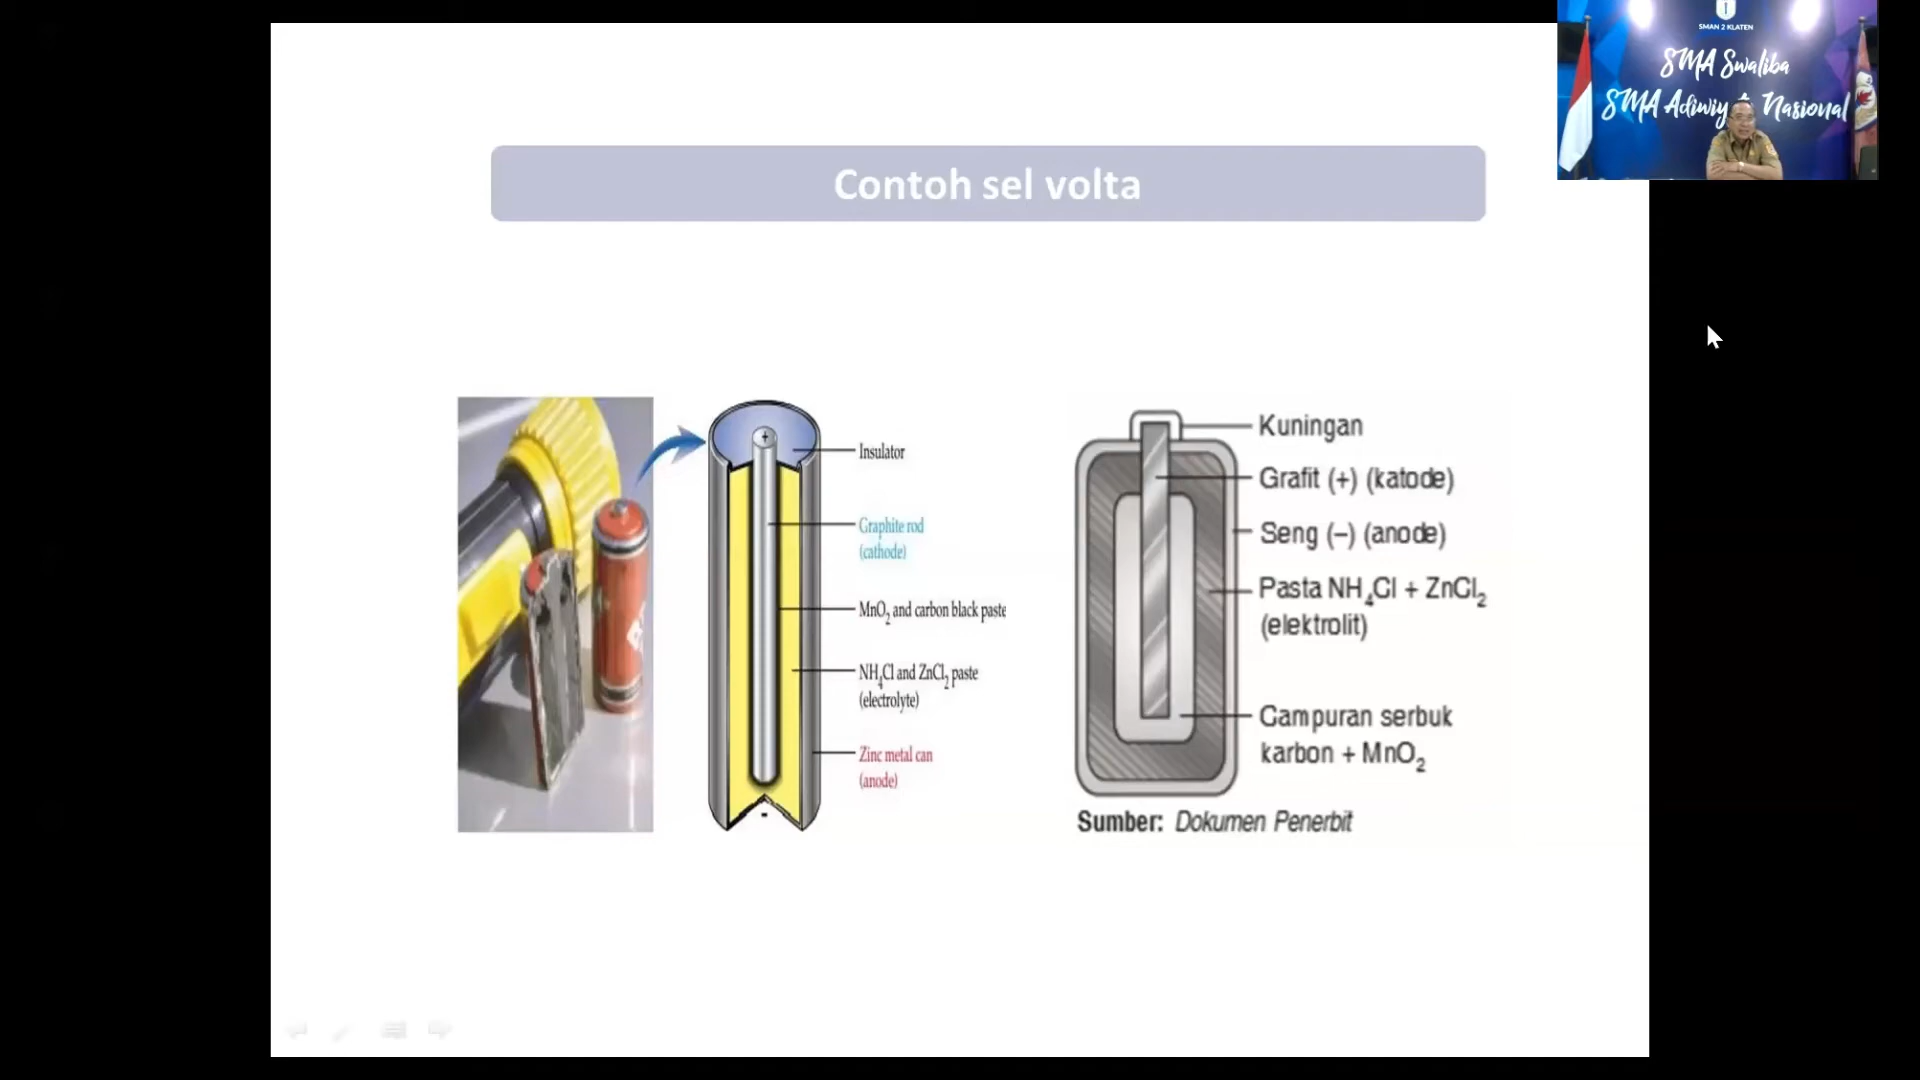 SMAN 2 KLATEN
SMA Swaliba
SMA Adiwiy Nasional
Contoh sel volta
+
Insulator
Graphite rod
(cathode)
MnO₂ and carbon black paste
NH₄Cl and ZnCl₂ paste
(electrolyte)
Zinc metal can
(anode)
-
Kuningan
Grafit (+) (katode)
Seng (–) (anode)
Pasta NH₄Cl + ZnCl₂
(elektrolit)
Campuran serbuk
karbon + MnO₂
Sumber: Dokumen Penerbit